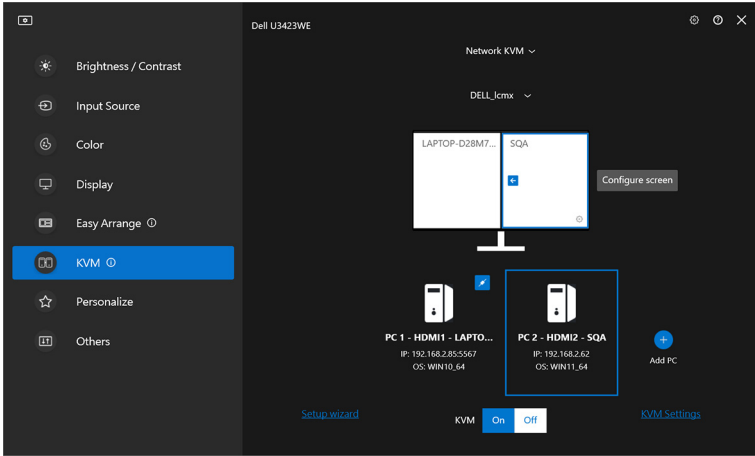 Dell U3423WE
Network KVM
DELL_lcmx
Brightness / Contrast
Input Source
Color
Display
Easy Arrange
KVM
Personalize
Others
LAPTOP-D28M7...
SQA
Configure screen
PC 1 - HDMI1 - LAPTO...
IP: 192.168.2.85:5567
OS: WIN10_64
PC 2 - HDMI2 - SQA
IP: 192.168.2.62
OS: WIN11_64
Add PC
Setup wizard
KVM On Off
KVM Settings